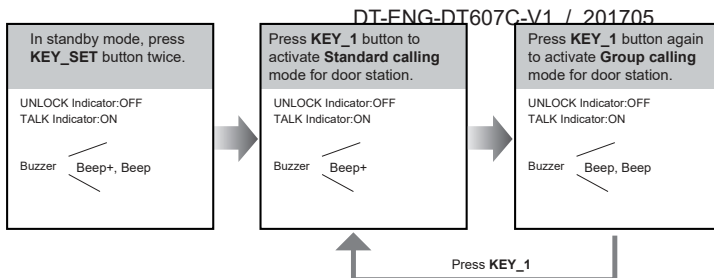 DT-ENG-DT607C-V1 / 201705
In standby mode, press
KEY_SET button twice.
UNLOCK Indicator:OFF
TALK Indicator:ON
Buzzer Beep+, Beep
Press KEY_1 button to
activate Standard calling
mode for door station.
UNLOCK Indicator:OFF
TALK Indicator:ON
Buzzer Beep+
Press KEY_1 button again
to activate Group calling
mode for door station.
UNLOCK Indicator:OFF
TALK Indicator:ON
Buzzer Beep, Beep
Press KEY_1